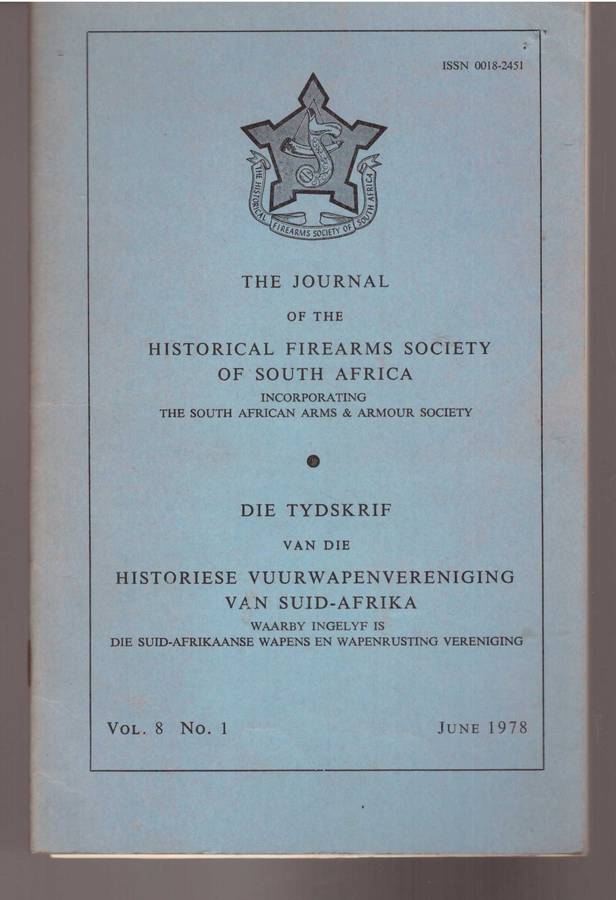 ISSN 0018-2451
THE HISTORICAL FIREARMS SOCIETY OF SOUTH AFRICA
THE JOURNAL
OF THE
HISTORICAL FIREARMS SOCIETY
OF SOUTH AFRICA
INCORPORATING
THE SOUTH AFRICAN ARMS & ARMOUR SOCIETY
DIE TYDSKRIF
VAN DIE
HISTORIESE VUURWAPENVERENIGING
VAN SUID-AFRIKA
WAARBY INGELYF IS
DIE SUID-AFRIKAANSE WAPENS EN WAPENRUSTING VERENIGING
VOL. 8 NO. 1 JUNE 1978